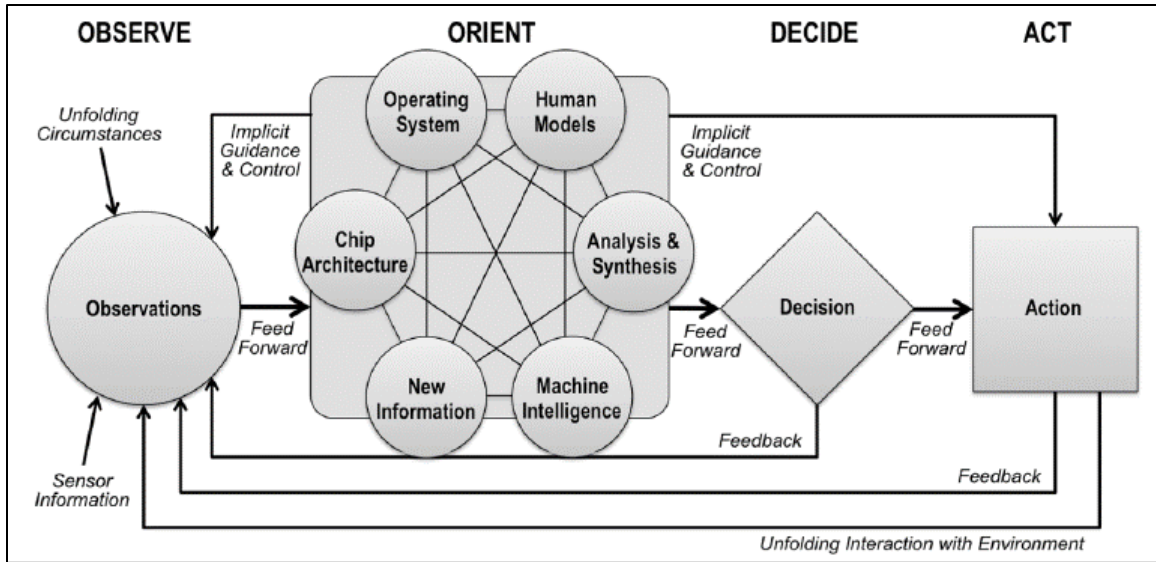 OBSERVE ORIENT DECIDE ACT
Unfolding
Circumstances
Implicit
Guidance
& Control
Operating
System
Human
Models
Implicit
Guidance
& Control
Chip
Architecture
Analysis &
Synthesis
Observations
Feed
Forward
Feed
Forward
Decision
Feed
Forward
Action
New
Information
Machine
Intelligence
Sensor
Information
Feedback
Feedback
Unfolding Interaction with Environment